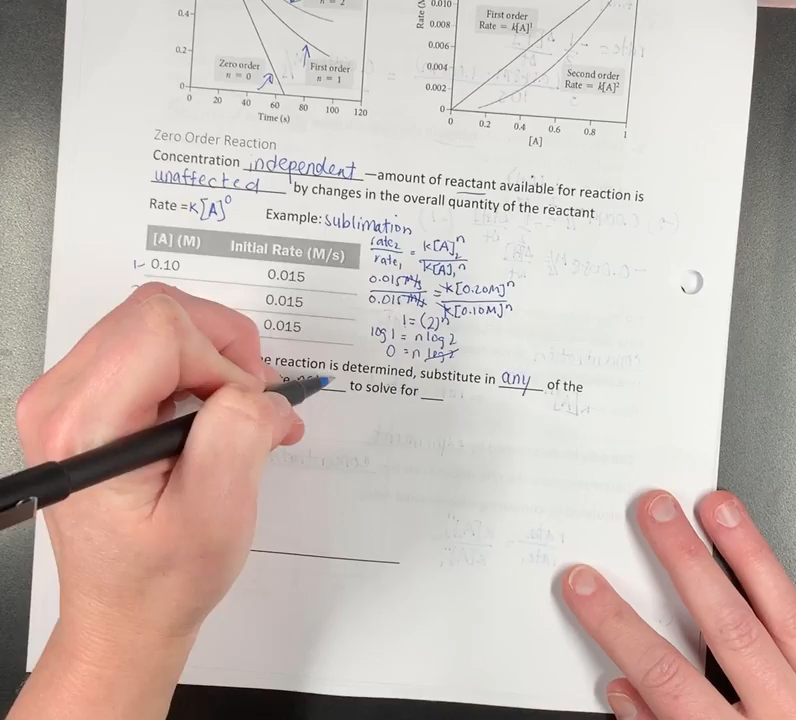 n = 2
0.4
0.2
0
Zero order
n = 0
First order
n = 1
0 20 40 60 80 100 120
Time (s)
Rate (M
0.010
0.008
0.006
0.004
0.002
0
First order
Rate = k[A]¹
Second order
Rate = k[A]²
0 0.2 0.4 0.6 0.8 1
[A]
Zero Order Reaction
Concentration independent —amount of reactant available for reaction is
unaffected by changes in the overall quantity of the reactant
Rate = K[A]⁰ Example: sublimation
[A] (M) Initial Rate (M/s)
1- 0.10 0.015
0.015
0.015
rate₂ / rate₁ = K[A]₂ⁿ / K[A]₁ⁿ
0.015 M/s / 0.015 M/s = K[0.20M]ⁿ / K[0.10M]ⁿ
1 = (2)ⁿ
log 1 = n log 2
0 = n log 2
e reaction is determined, substitute in any of the
to solve for